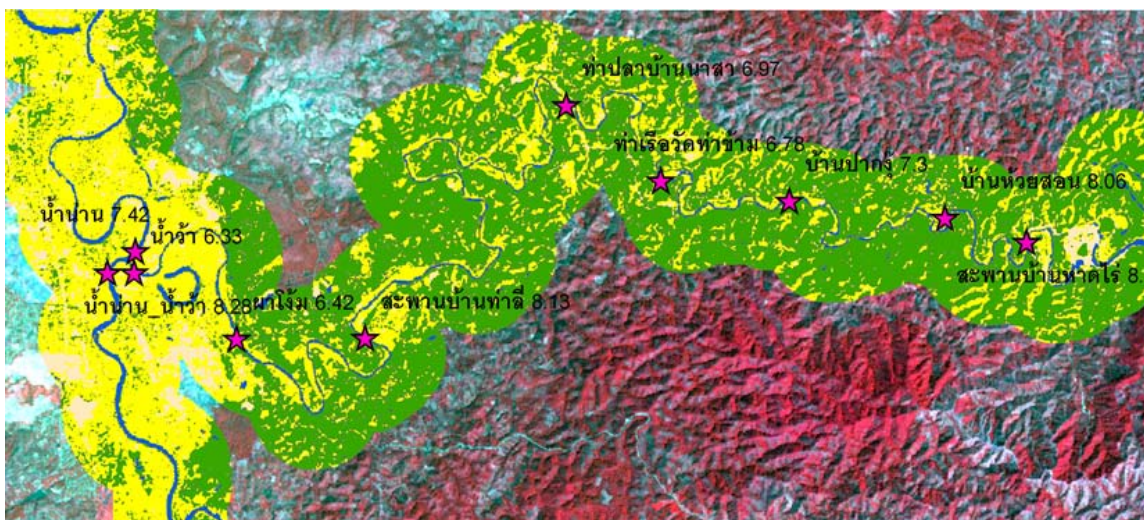 ท่าปลาบ้านนาสา 6.97
ท่าเรือวัดท่าข้าม 6.78
บ้านปากงุ่ 7.3
บ้านห้วยสอน 8.06
น้ำน่าน 7.42
น้ำว้า 6.33
น้ำน่าน_น้ำว้า 8.28
ผาโง้ม 6.42
สะพานบ้านท่าลี่ 8.13
สะพานบ้านหาดไร่ 8.